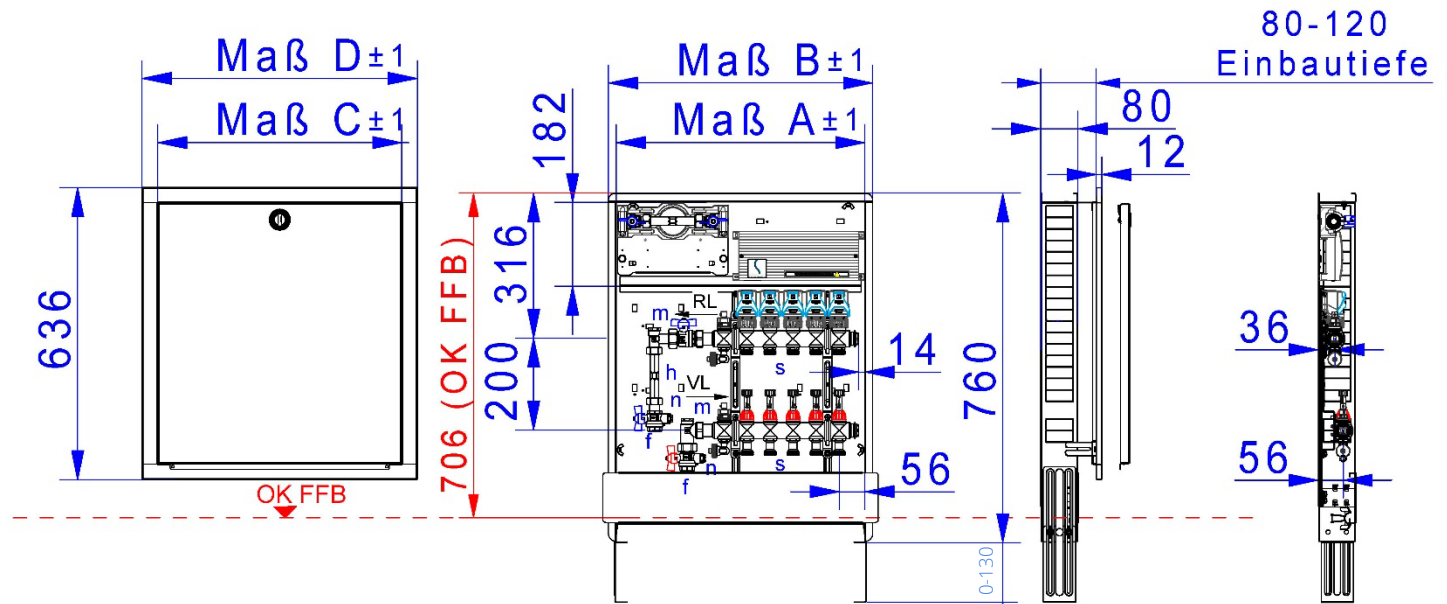 Maß D±1
Maß C±1
636
OK FFB
706 (OK FFB)
Maß B±1
Maß A±1
182
316
200
RL
m
h
n
VL
m
s
f
n
f
s
14
56
760
0-130
80-120
Einbautiefe
80
12
36
56